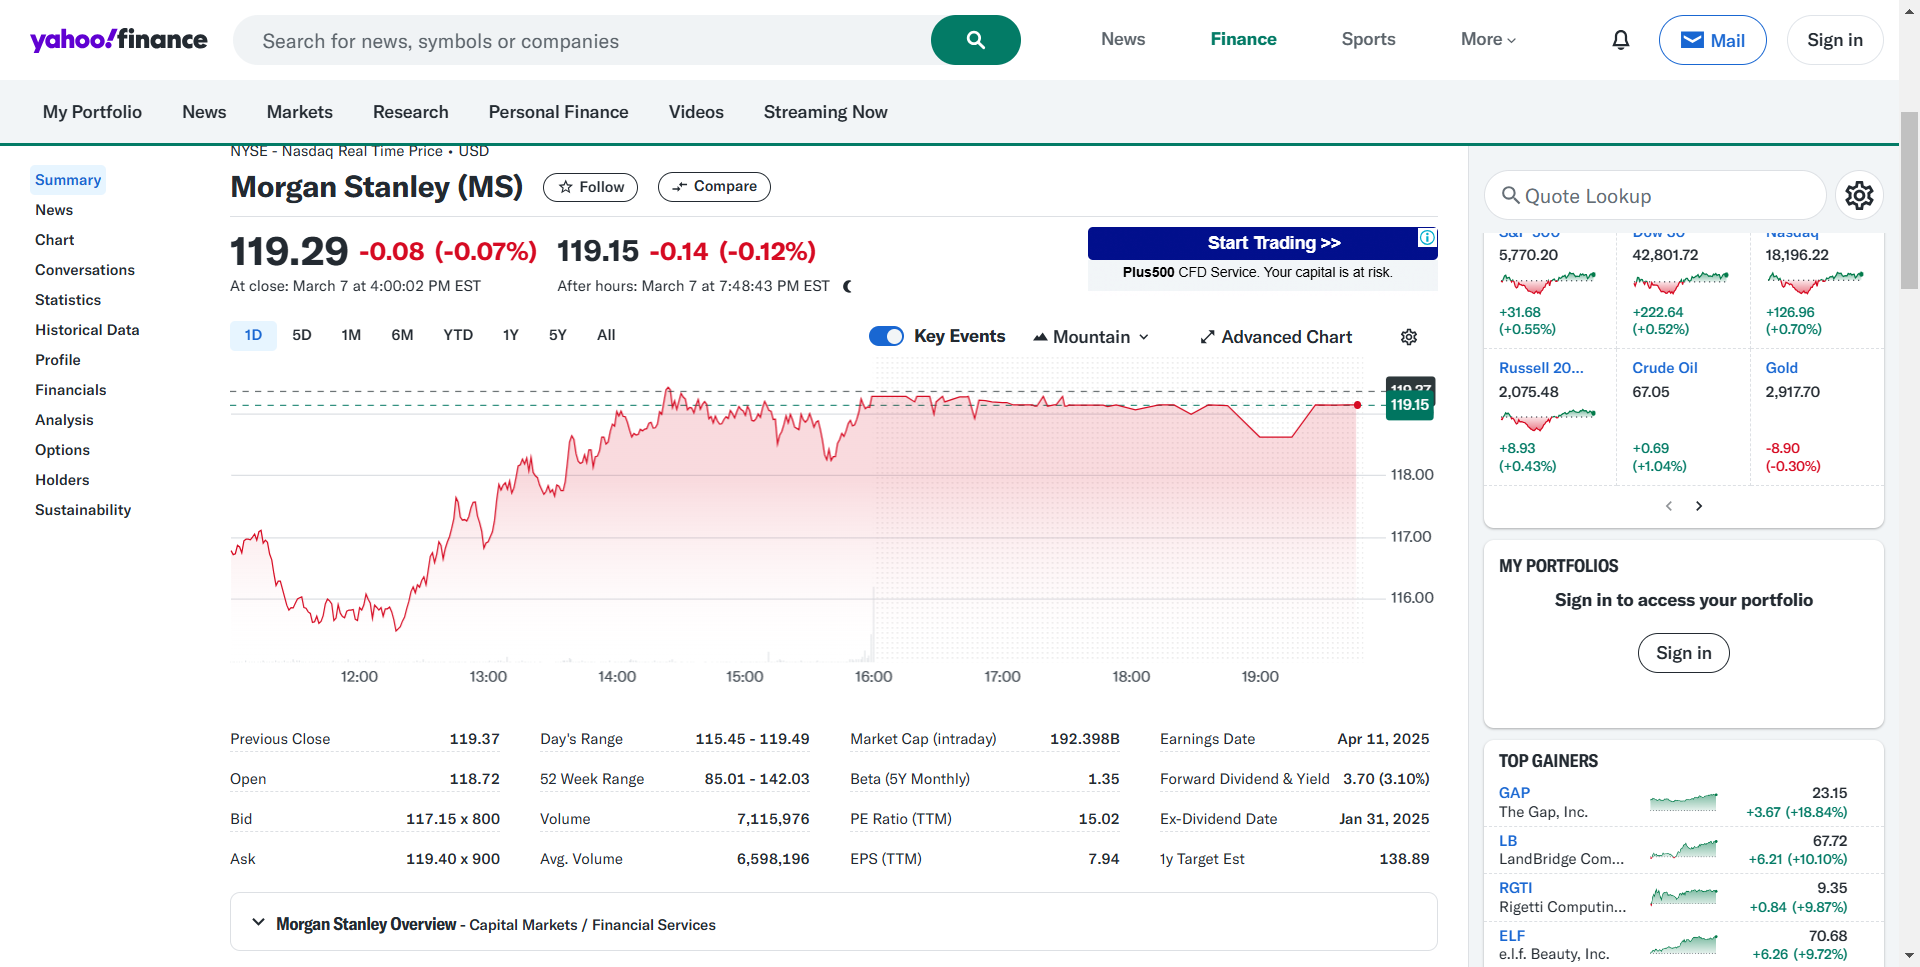 yahoo!finance
Search for news, symbols or companies
News
Finance
Sports
More
Mail
Sign in
My Portfolio
News
Markets
Research
Personal Finance
Videos
Streaming Now
Summary
News
Chart
Conversations
Statistics
Historical Data
Profile
Financials
Analysis
Options
Holders
Sustainability
NYSE - Nasdaq Real Time Price • USD
Morgan Stanley (MS)
Follow
Compare
119.29 -0.08 (-0.07%)
At close: March 7 at 4:00:02 PM EST
119.15 -0.14 (-0.12%)
After hours: March 7 at 7:48:43 PM EST
Start Trading >>
Plus500 CFD Service. Your capital is at risk.
1D 5D 1M 6M YTD 1Y 5Y All
Key Events
Mountain
Advanced Chart
119.37
119.15
118.00
117.00
116.00
12:00 13:00 14:00 15:00 16:00 17:00 18:00 19:00
Previous Close 119.37
Open 118.72
Bid 117.15 x 800
Ask 119.40 x 900
Day's Range 115.45 - 119.49
52 Week Range 85.01 - 142.03
Volume 7,115,976
Avg. Volume 6,598,196
Market Cap (intraday) 192.398B
Beta (5Y Monthly) 1.35
PE Ratio (TTM) 15.02
EPS (TTM) 7.94
Earnings Date Apr 11, 2025
Forward Dividend & Yield 3.70 (3.10%)
Ex-Dividend Date Jan 31, 2025
1y Target Est 138.89
Morgan Stanley Overview - Capital Markets / Financial Services
Quote Lookup
S&P 500
5,770.20
+31.68
(+0.55%)
Dow 30
42,801.72
+222.64
(+0.52%)
Nasdaq
18,196.22
+126.96
(+0.70%)
Russell 20...
2,075.48
+8.93
(+0.43%)
Crude Oil
67.05
+0.69
(+1.04%)
Gold
2,917.70
-8.90
(-0.30%)
MY PORTFOLIOS
Sign in to access your portfolio
Sign in
TOP GAINERS
GAP 23.15
The Gap, Inc. +3.67 (+18.84%)
LB 67.72
LandBridge Com... +6.21 (+10.10%)
RGTI 9.35
Rigetti Computin... +0.84 (+9.87%)
ELF 70.68
e.l.f. Beauty, Inc. +6.26 (+9.72%)